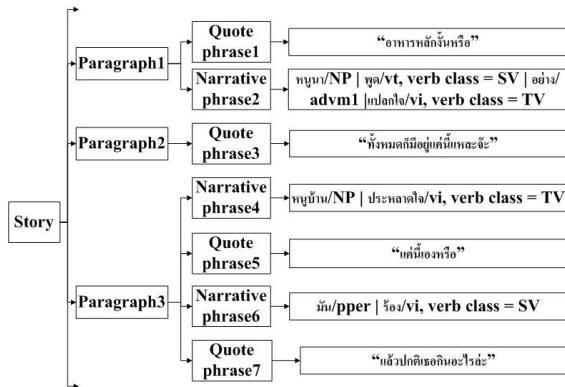 Story
Paragraph1
Quote
phrase1
“อาหารหลักงั้นหรือ”
Narrative
phrase2
หนูนา/NP | พูด/vt, verb class = SV | อย่าง/
advm1 |แปลกใจ/vi, verb class = TV
Paragraph2
Quote
phrase3
“ทั้งหมดก็มีอยู่แค่นี้แหละจ๊ะ”
Paragraph3
Narrative
phrase4
หนูบ้าน/NP | ประหลาดใจ/vi, verb class = TV
Quote
phrase5
“แค่นี้เองหรือ”
Narrative
phrase6
มัน/pper | ร้อง/vi, verb class = SV
Quote
phrase7
“แล้วปกติเธอกินอะไรล่ะ”